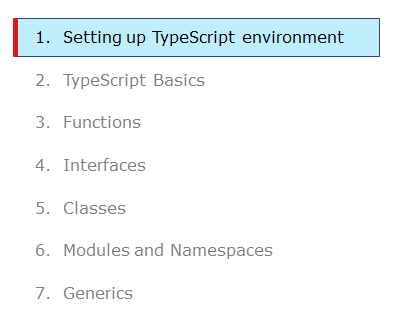 1. Setting up TypeScript environment
2. TypeScript Basics
3. Functions
4. Interfaces
5. Classes
6. Modules and Namespaces
7. Generics